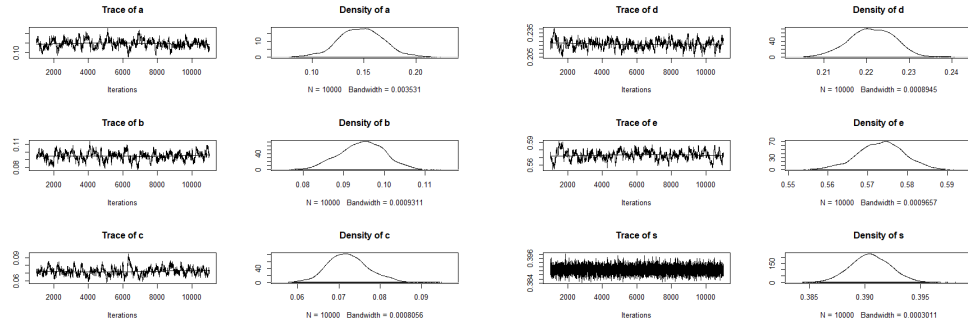 Trace of a
0.10
2000 4000 6000 8000 10000
Iterations
Density of a
0 10
0.10 0.15 0.20
N = 10000 Bandwidth = 0.003531
Trace of d
0.205 0.235
2000 4000 6000 8000 10000
Iterations
Density of d
0 40
0.21 0.22 0.23 0.24
N = 10000 Bandwidth = 0.0008945
Trace of b
0.08 0.11
2000 4000 6000 8000 10000
Iterations
Density of b
0 40
0.08 0.09 0.10 0.11
N = 10000 Bandwidth = 0.0009311
Trace of e
0.56 0.59
2000 4000 6000 8000 10000
Iterations
Density of e
0 30 70
0.55 0.56 0.57 0.58 0.59
N = 10000 Bandwidth = 0.0009657
Trace of c
0.06 0.09
2000 4000 6000 8000 10000
Iterations
Density of c
0 40
0.06 0.07 0.08 0.09
N = 10000 Bandwidth = 0.0008056
Trace of s
0.384 0.396
2000 4000 6000 8000 10000
Iterations
Density of s
0 150
0.385 0.390 0.395
N = 10000 Bandwidth = 0.0003011